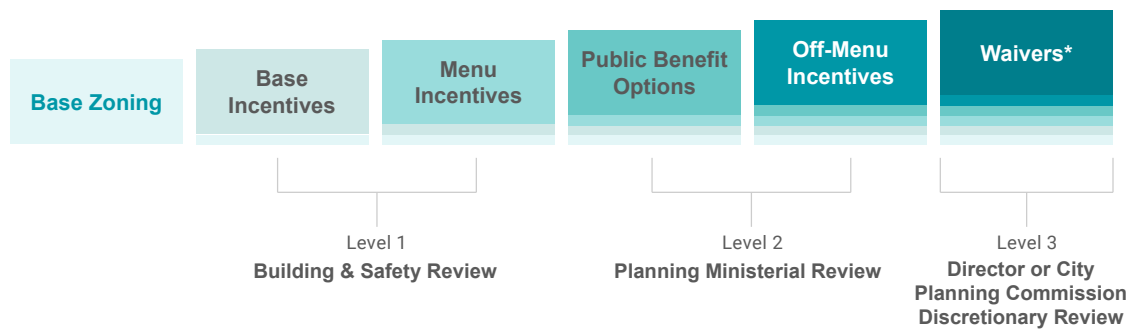 Base Zoning
Base
Incentives
Menu
Incentives
Public Benefit
Options
Off-Menu
Incentives
Waivers*
Level 1
Building & Safety Review
Level 2
Planning Ministerial Review
Level 3
Director or City
Planning Commission
Discretionary Review